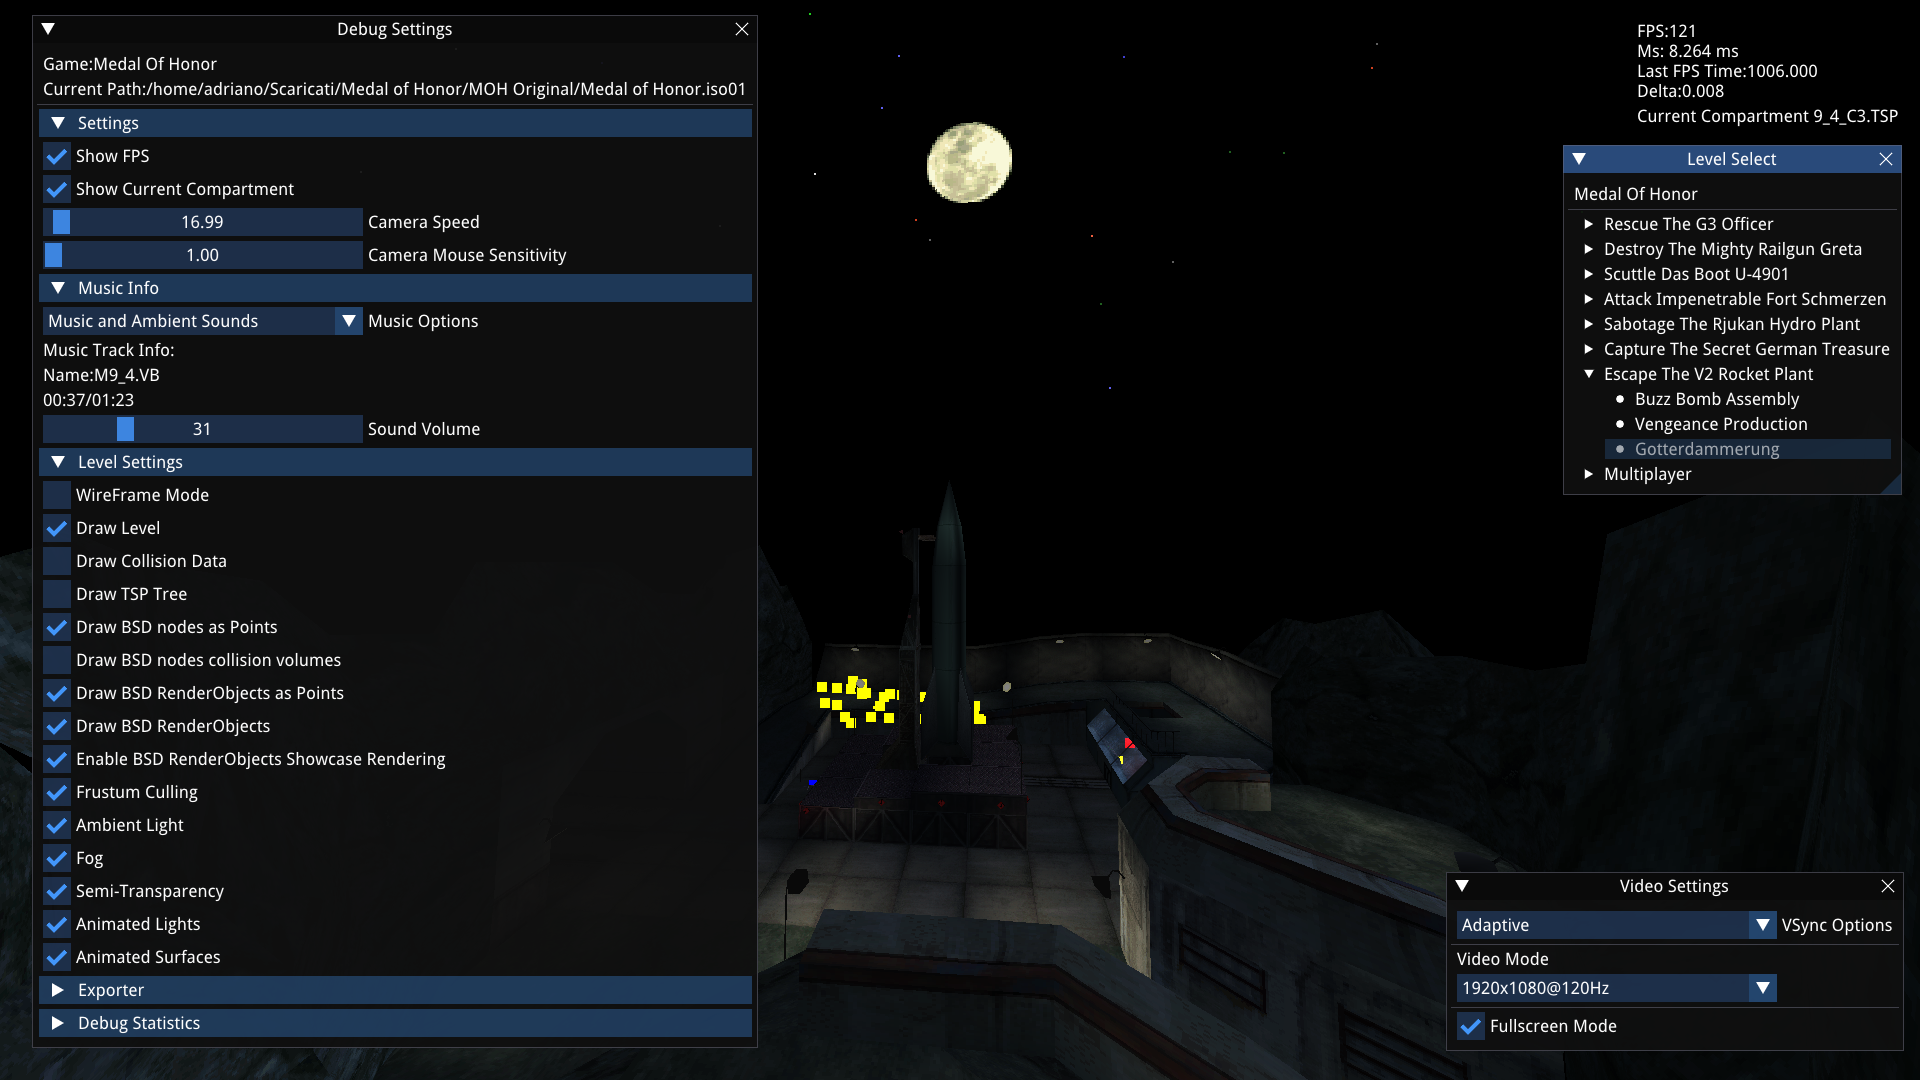 Debug Settings
Game:Medal Of Honor
Current Path:/home/adriano/Scaricati/Medal of Honor/MOH Original/Medal of Honor.iso01
Settings
Show FPS
Show Current Compartment
16.99 Camera Speed
1.00 Camera Mouse Sensitivity
Music Info
Music and Ambient Sounds Music Options
Music Track Info:
Name:M9_4.VB
00:37/01:23
31 Sound Volume
Level Settings
WireFrame Mode
Draw Level
Draw Collision Data
Draw TSP Tree
Draw BSD nodes as Points
Draw BSD nodes collision volumes
Draw BSD RenderObjects as Points
Draw BSD RenderObjects
Enable BSD RenderObjects Showcase Rendering
Frustum Culling
Ambient Light
Fog
Semi-Transparency
Animated Lights
Animated Surfaces
Exporter
Debug Statistics
FPS:121
Ms: 8.264 ms
Last FPS Time:1006.000
Delta:0.008
Current Compartment 9_4_C3.TSP
Level Select
Medal Of Honor
Rescue The G3 Officer
Destroy The Mighty Railgun Greta
Scuttle Das Boot U-4901
Attack Impenetrable Fort Schmerzen
Sabotage The Rjukan Hydro Plant
Capture The Secret German Treasure
Escape The V2 Rocket Plant
Buzz Bomb Assembly
Vengeance Production
Gotterdammerung
Multiplayer
Video Settings
Adaptive VSync Options
Video Mode
1920x1080@120Hz
Fullscreen Mode